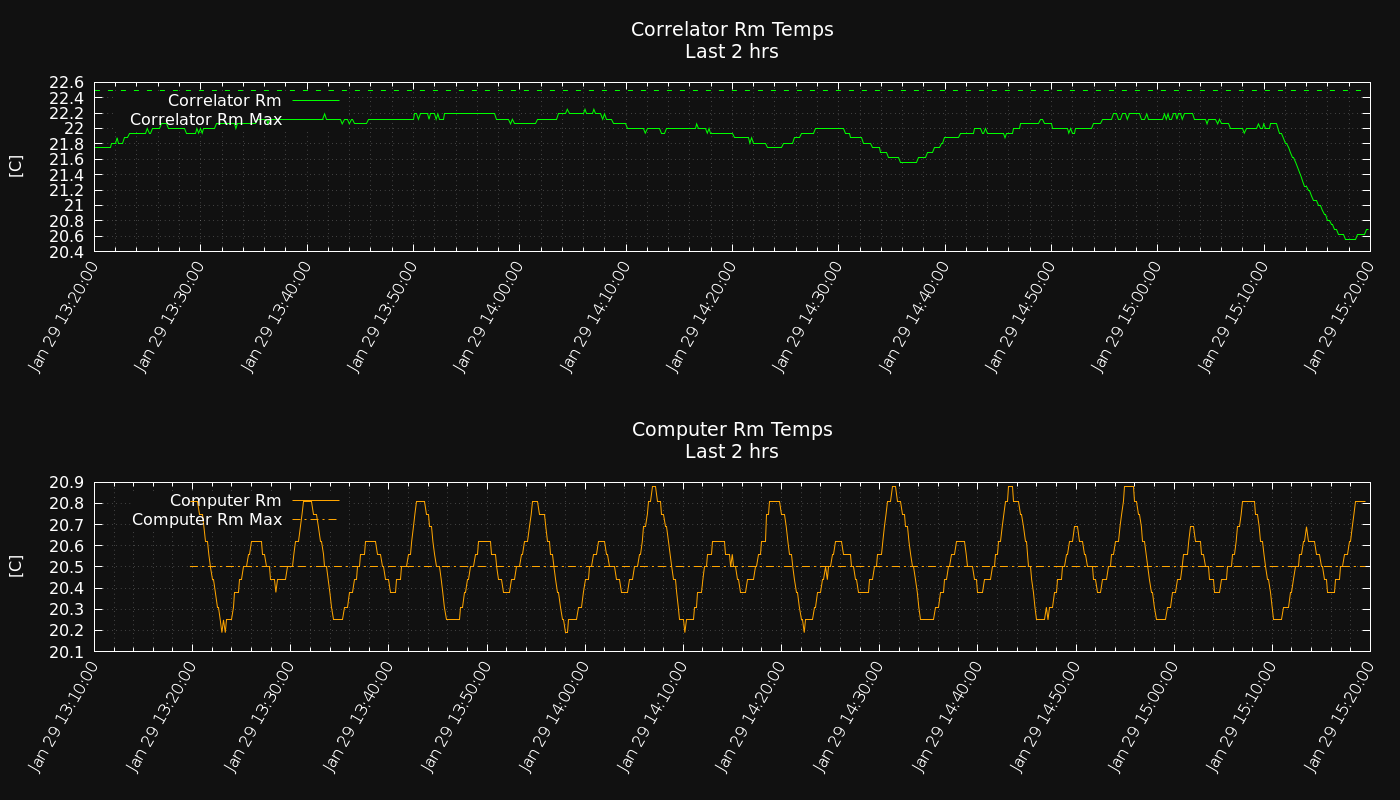 Correlator Rm Temps
Last 2 hrs
22.6
22.4
22.2
22
21.8
21.6
21.4
21.2
21
20.8
20.6
20.4
[C]
Correlator Rm
Correlator Rm Max
Jan 29 13:20:00
Jan 29 13:30:00
Jan 29 13:40:00
Jan 29 13:50:00
Jan 29 14:00:00
Jan 29 14:10:00
Jan 29 14:20:00
Jan 29 14:30:00
Jan 29 14:40:00
Jan 29 14:50:00
Jan 29 15:00:00
Jan 29 15:10:00
Jan 29 15:20:00
Computer Rm Temps
Last 2 hrs
20.9
20.8
20.7
20.6
20.5
20.4
20.3
20.2
20.1
[C]
Computer Rm
Computer Rm Max
Jan 29 13:10:00
Jan 29 13:20:00
Jan 29 13:30:00
Jan 29 13:40:00
Jan 29 13:50:00
Jan 29 14:00:00
Jan 29 14:10:00
Jan 29 14:20:00
Jan 29 14:30:00
Jan 29 14:40:00
Jan 29 14:50:00
Jan 29 15:00:00
Jan 29 15:10:00
Jan 29 15:20:00